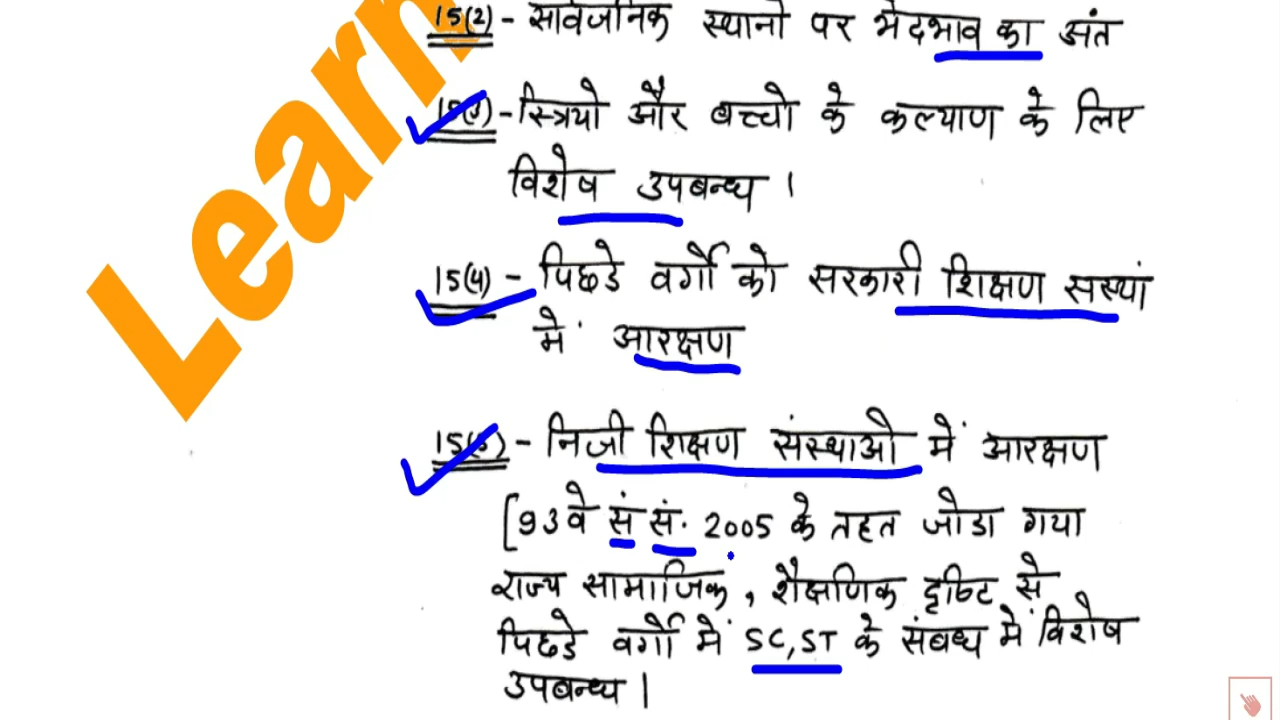 15(2) - सार्वजनिक स्थानो पर भेदभाव का अंत
15(3) - स्त्रियो और बच्चो के कल्याण के लिए
विशेष उपबन्ध ।
15(4) - पिछडे वर्गो को सरकारी शिक्षण सस्थां
मे आरक्षण
15(5) - निजी शिक्षण संस्थाओ में आरक्षण
[93 वे सं सं. 2005 के तहत जोडा गया
राज्य सामाजिक, शैक्षणिक दृष्टि से
पिछडे वर्गो में SC, ST के संबध में विशेष
उपबन्ध ।
Learn